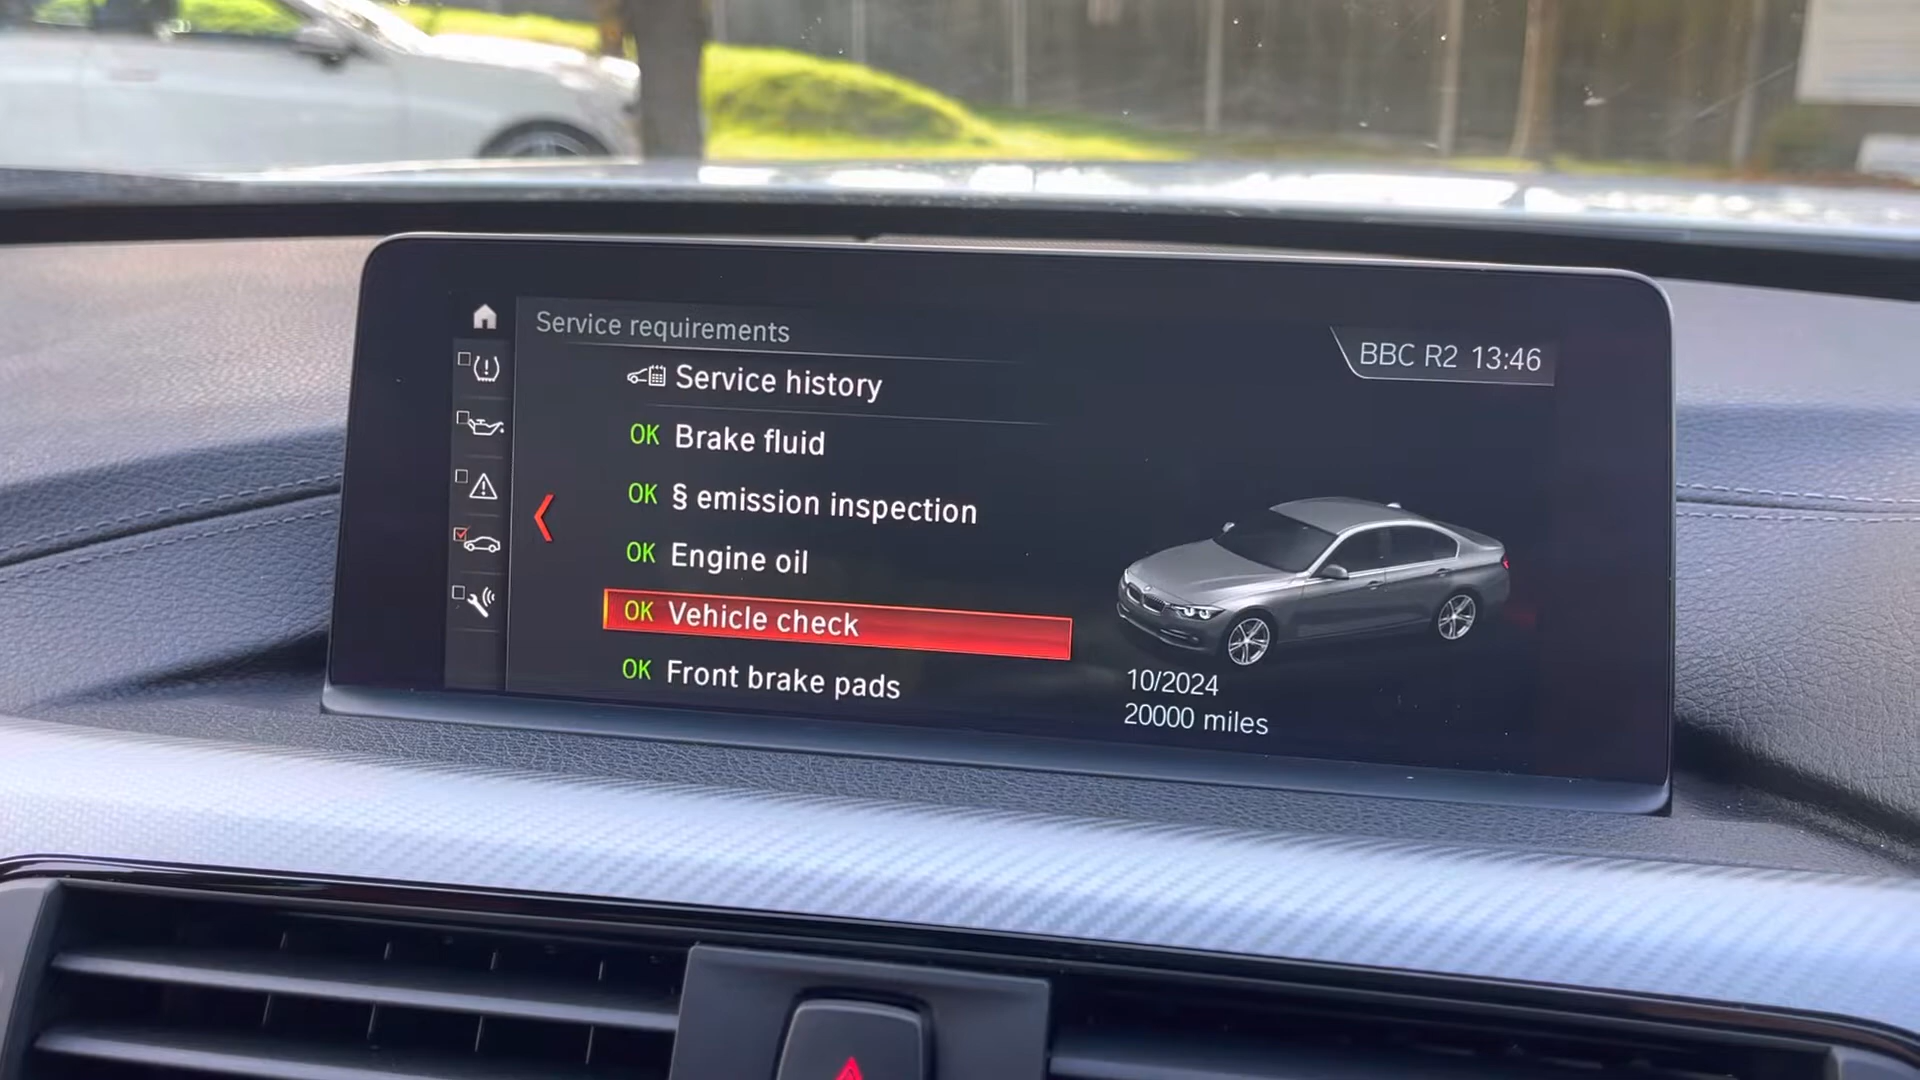 Service requirements
BBC R2 13:46
Service history
OK Brake fluid
OK § emission inspection
OK Engine oil
OK Vehicle check
OK Front brake pads
10/2024
20000 miles